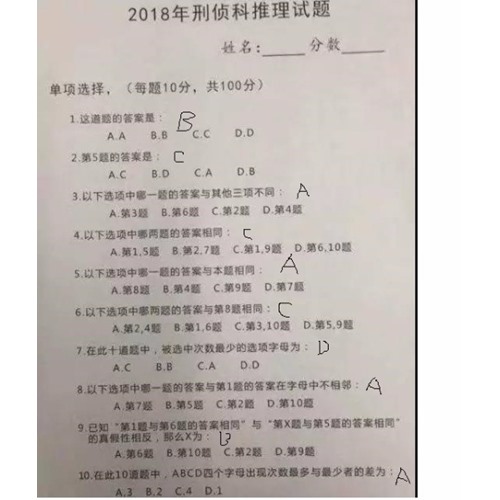 2018年刑侦科推理试题
姓名：_____ 分数_____
单项选择，（每题10分，共100分）
1.这道题的答案是： B
A.A B.B C.C D.D
2.第5题的答案是： C
A.C B.D C.A D.B
3.以下选项中哪一题的答案与其他三项不同： A
A.第3题 B.第6题 C.第2题 D.第4题
4.以下选项中哪两题的答案相同： C
A.第1,5题 B.第2,7题 C.第1,9题 D.第6,10题
5.以下选项中哪一题的答案与本题相同： A
A.第8题 B.第4题 C.第9题 D.第7题
6.以下选项中哪两题的答案与第8题相同： C
A.第2,4题 B.第1,6题 C.第3,10题 D.第5,9题
7.在此十道题中，被选中次数最少的选项字母为： D
A.C B.B C.A D.D
8.以下选项中哪一题的答案与第1题的答案在字母中不相邻： A
A.第7题 B.第5题 C.第2题 D.第10题
9.已知“第1题与第6题的答案相同”与“第X题与第5题的答案相同”
的真假性相反，那么X为： B
A.第6题 B.第10题 C.第2题 D.第9题
10.在此10道题中，ABCD四个字母出现次数最多与最少者的差为： A
A.3 B.2 C.4 D.1